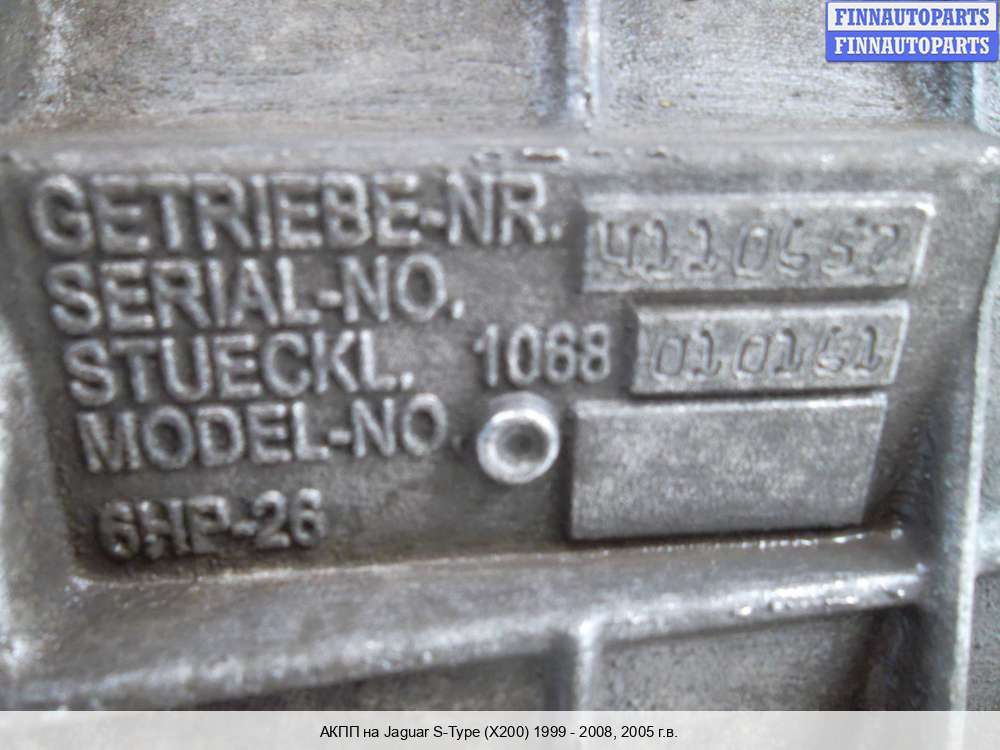 FINNAUTOPARTS
FINNAUTOPARTS
GETRIEBE-NR.
SERIAL-NO.
STUECKL. 1068 010161
MODEL-NO.
6HP-26
АКПП на Jaguar S-Type (X200) 1999 - 2008, 2005 г.в.